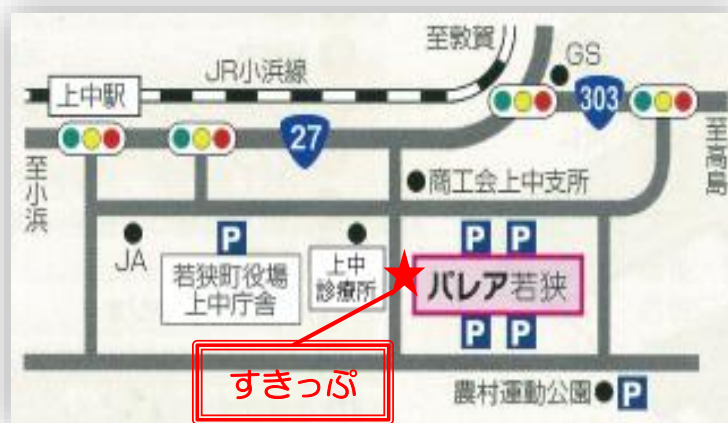 至敦賀
GS
JR小浜線
上中駅
303
27
至小浜
至高島
商工会上中支所
P
P P
JA
若狭町役場
上中庁舎
上中
診療所
パレア若狭
P P
すきっぷ
農村運動公園
P